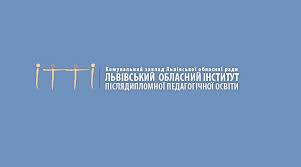 Комунальний заклад Львівської обласної ради
ЛЬВІВСЬКИЙ ОБЛАСНИЙ ІНСТИТУТ
ПІСЛЯДИПЛОМНОЇ ПЕДАГОГІЧНОЇ ОСВІТИ